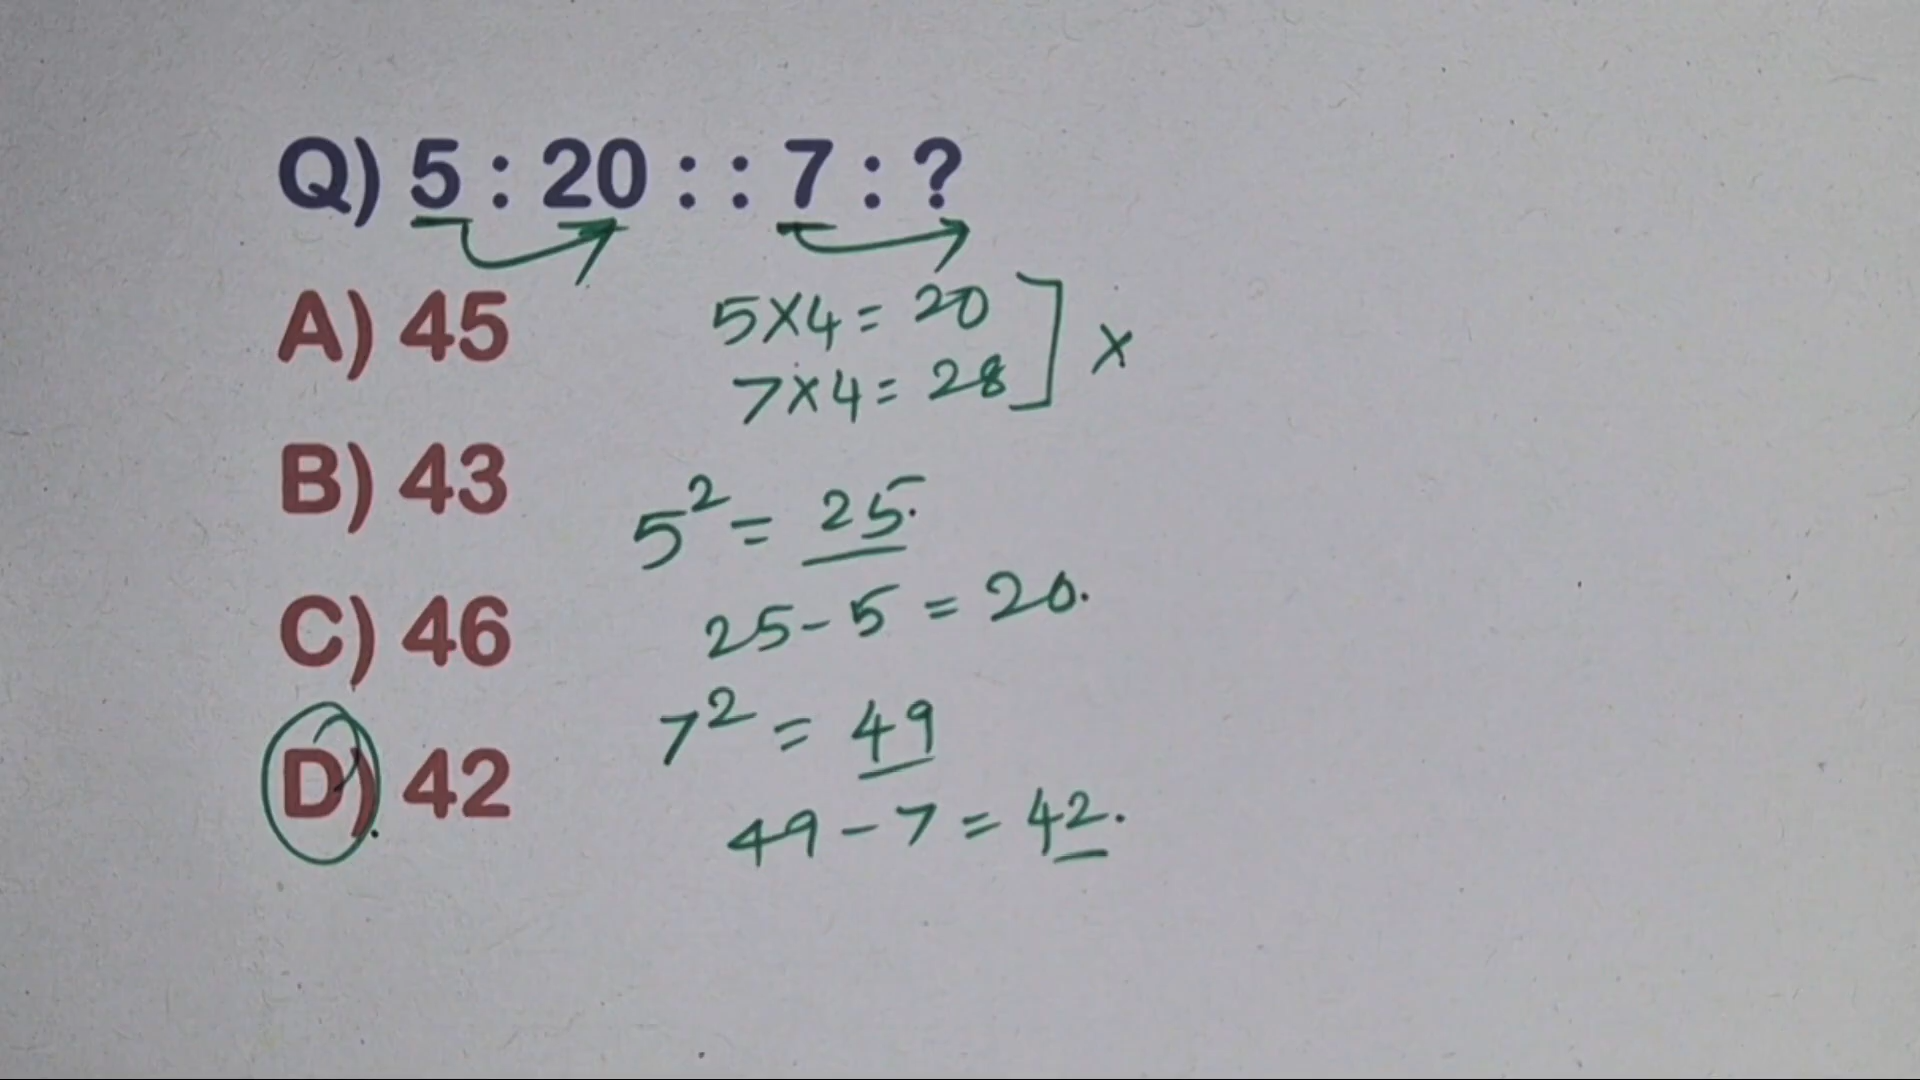 Q) 5 : 20 : : 7 : ?
A) 45
5×4 = 20
7×4 = 28 ] ×
B) 43
5² = 25.
C) 46
25 - 5 = 20.
7² = 49
D) 42
49 - 7 = 42.